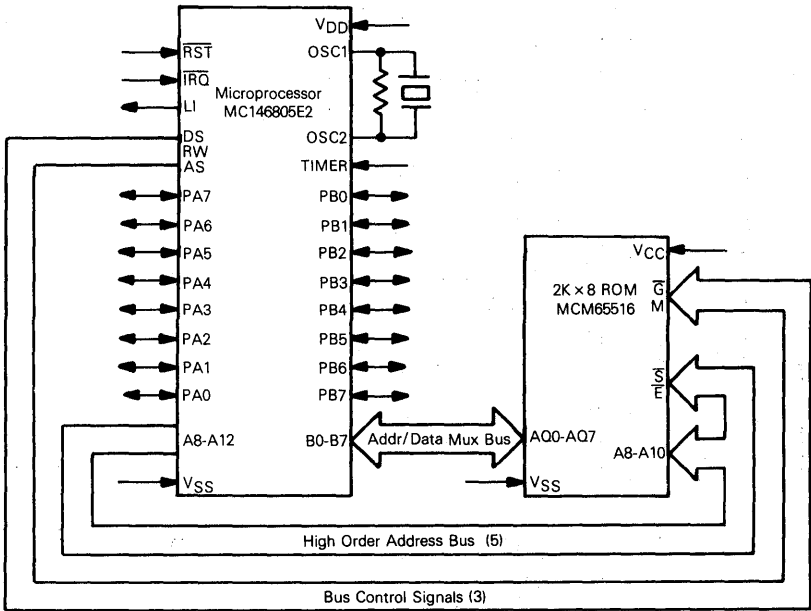 VDD
RST
OSC1
IRQ
Microprocessor
MC146805E2
LI
DS
OSC2
RW
AS
TIMER
PA7
PB0
PA6
PB1
PA5
PB2
PA4
PB3
PA3
PB4
PA2
PB5
PA1
PB6
PA0
PB7
A8-A12
B0-B7
VSS
Addr/Data Mux Bus
VCC
2K × 8 ROM
MCM65516
G
M
S
E
AQ0-AQ7
A8-A10
VSS
High Order Address Bus (5)
Bus Control Signals (3)